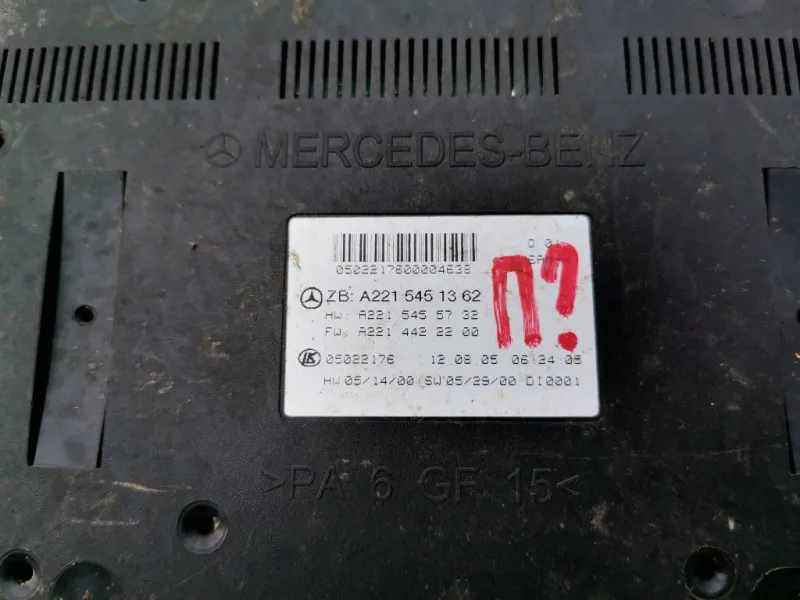 MERCEDES-BENZ
0502217600004638
ZB: A221 545 13 62
HW: A221 545 57 32
FW: A221 442 22 00
П?
05022176 12.08.05 06:24:05
HW 05/14/00 SW 05/29/00 DI0001
>PA 6 GF 15<